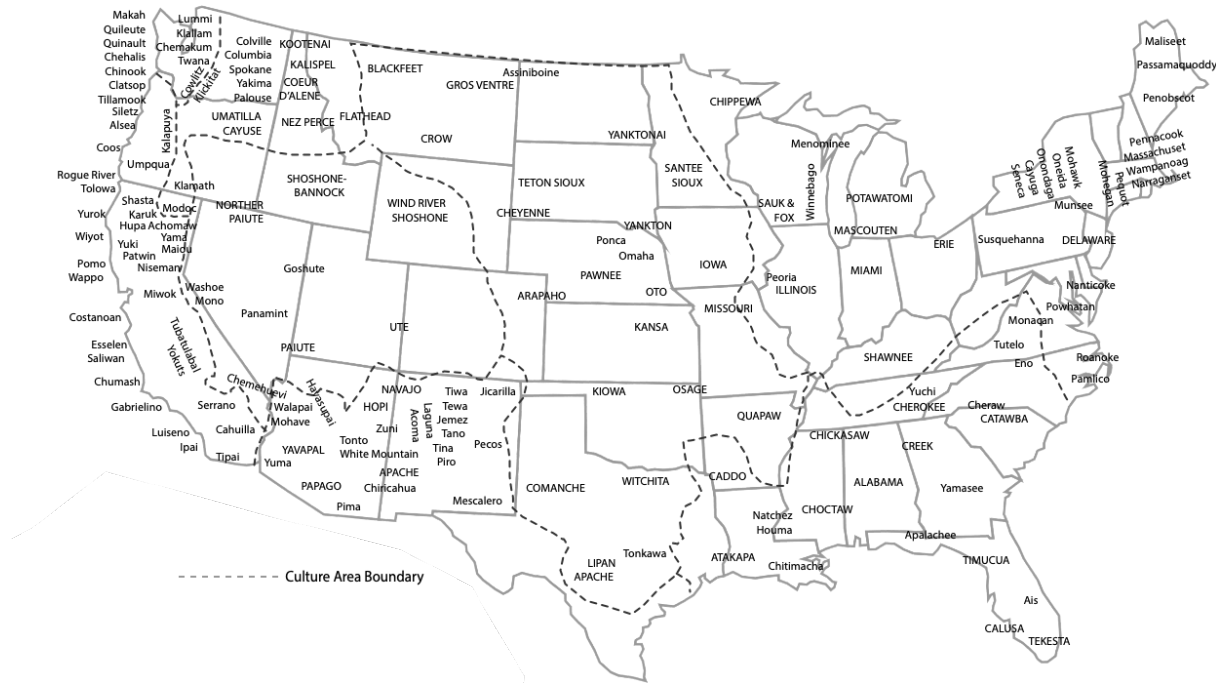 Makah
Quileute
Quinault
Chehalis
Chinook
Clatsop
Tillamook
Siletz
Alsea
Coos
Rogue River
Tolowa
Yurok
Wiyot
Pomo
Wappo
Costanoan
Esselen
Saliwan
Chumash
Gabrielino
Luiseno
Ipai
Tipai
Lummi
Klallam
Chemakum
Twana
Cowlitz
Klickitat
Kalapuya
Umpqua
Klamath
Shasta
Modoc
Karuk
Hupa Achomaw
Yama
Yuki
Maidu
Patwin
Niseman
Miwok
Tubatulabal
Yokuts
Serrano
Cahuilla
Colville
Columbia
Spokane
Yakima
Palouse
UMATILLA
CAYUSE
KOOTENAI
KALISPEL
COEUR
D'ALENE
NEZ PERCE
FLATHEAD
BLACKFEET
GROS VENTRE
Assiniboine
CROW
SHOSHONE-
BANNOCK
NORTHER
PAIUTE
WIND RIVER
SHOSHONE
Washoe
Mono
Goshute
Panamint
PAIUTE
UTE
Chemehuevi
Havasupai
Walapai
Mohave
YAVAPAL
Yuma
PAPAGO
Pima
NAVAJO
HOPI
Zuni
Tonto
White Mountain
APACHE
Chiricahua
Acoma
Laguna
Tiwa
Tewa
Jemez
Tano
Tina
Piro
Jicarilla
Pecos
Mescalero
YANKTONAI
TETON SIOUX
SANTEE
SIOUX
CHEYENNE
YANKTON
Ponca
Omaha
PAWNEE
OTO
ARAPAHO
KANSA
KIOWA
OSAGE
COMANCHE
WITCHITA
Tonkawa
LIPAN
APACHE
CHIPPEWA
Menominee
Winnebago
SAUK &
FOX
POTAWATOMI
MASCOUTEN
IOWA
Peoria
ILLINOIS
MIAMI
MISSOURI
ERIE
SHAWNEE
QUAPAW
CADDO
CHICKASAW
CHEROKEE
Yuchi
CREEK
ALABAMA
CHOCTAW
Natchez
Houma
ATAKAPA
Chitimacha
Apalachee
Yamasee
TIMUCUA
Ais
CALUSA
TEKESTA
Cheraw
CATAWBA
Eno
Tutelo
Monaqan
Powhatan
Nanticoke
Roanoke
Pamlico
Susquehanna
DELAWARE
Munsee
Seneca
Cayuga
Onondaga
Oneida
Mohawk
Mohegan
Pequot
Maliseet
Passamaquoddy
Penobscot
Pennacook
Massachuset
Wampanoag
Narraganset
Culture Area Boundary